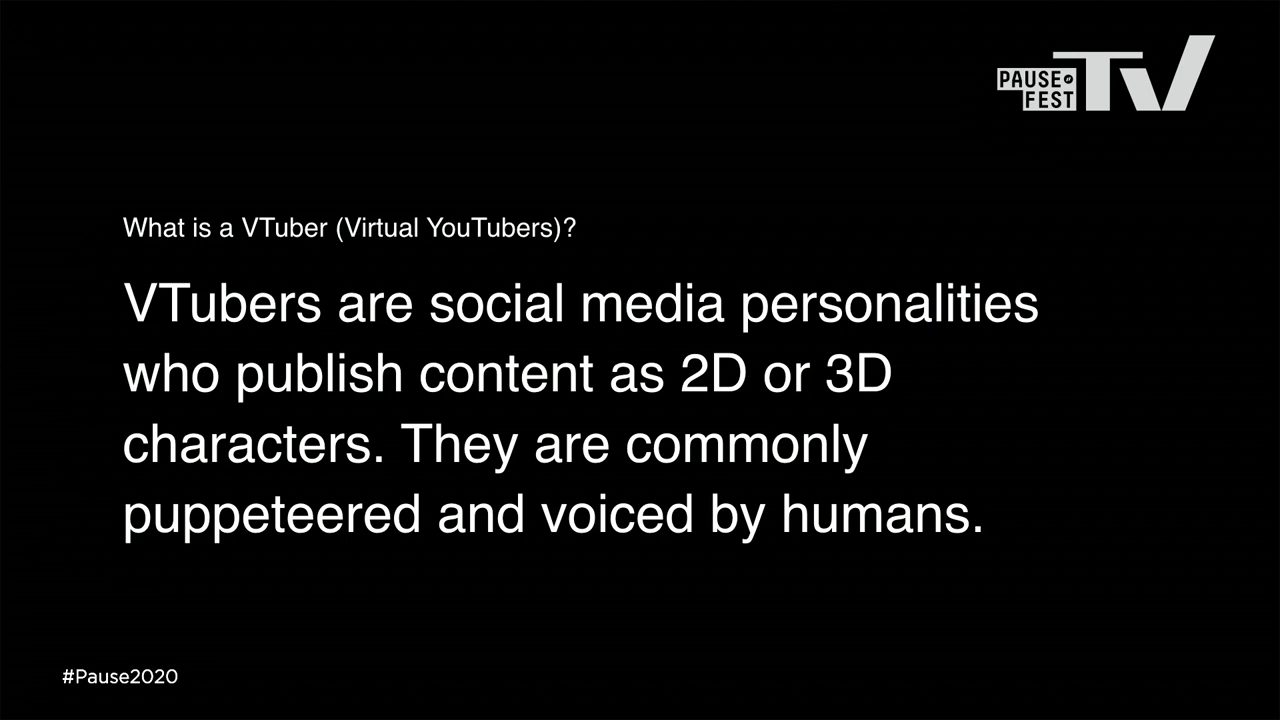 PAUSE
FEST
TV
What is a VTuber (Virtual YouTubers)?
VTubers are social media personalities
who publish content as 2D or 3D
characters. They are commonly
puppeteered and voiced by humans.
#Pause2020